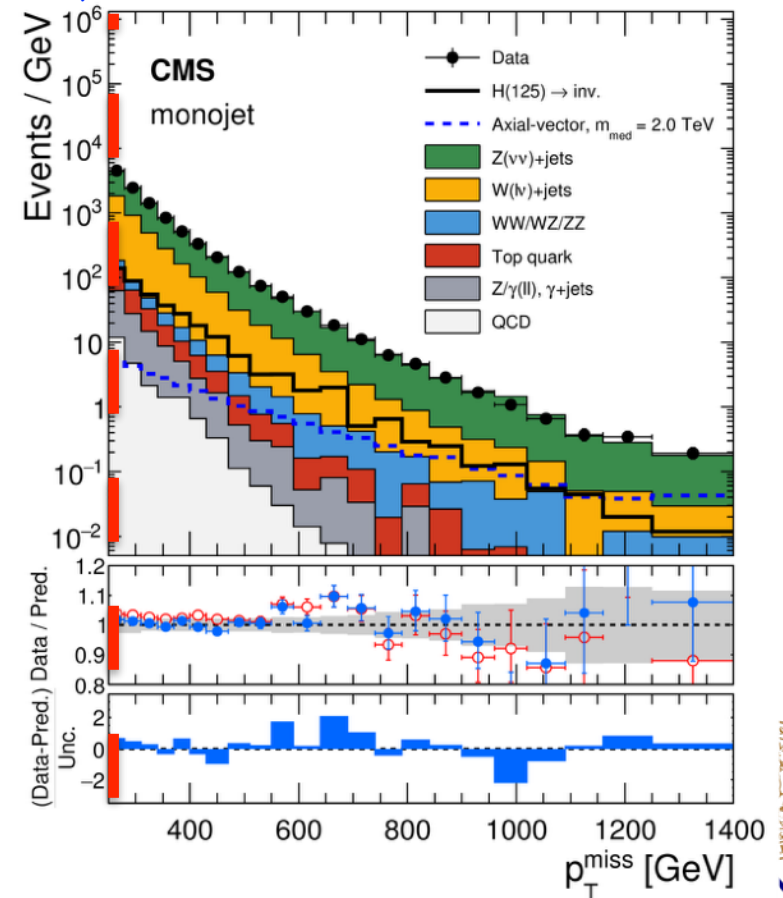 10⁶
10⁵
10⁴
10³
10²
10
1
10⁻¹
10⁻²
Events / GeV
CMS
monojet
Data
H(125) → inv.
Axial-vector, m_med = 2.0 TeV
Z(νν)+jets
W(lν)+jets
WW/WZ/ZZ
Top quark
Z/γ(ll), γ+jets
QCD
Data / Pred.
1.2
1.1
1
0.9
0.8
(Data-Pred.)
Unc.
2
0
−2
400
600
800
1000
1200
1400
p_T^miss [GeV]